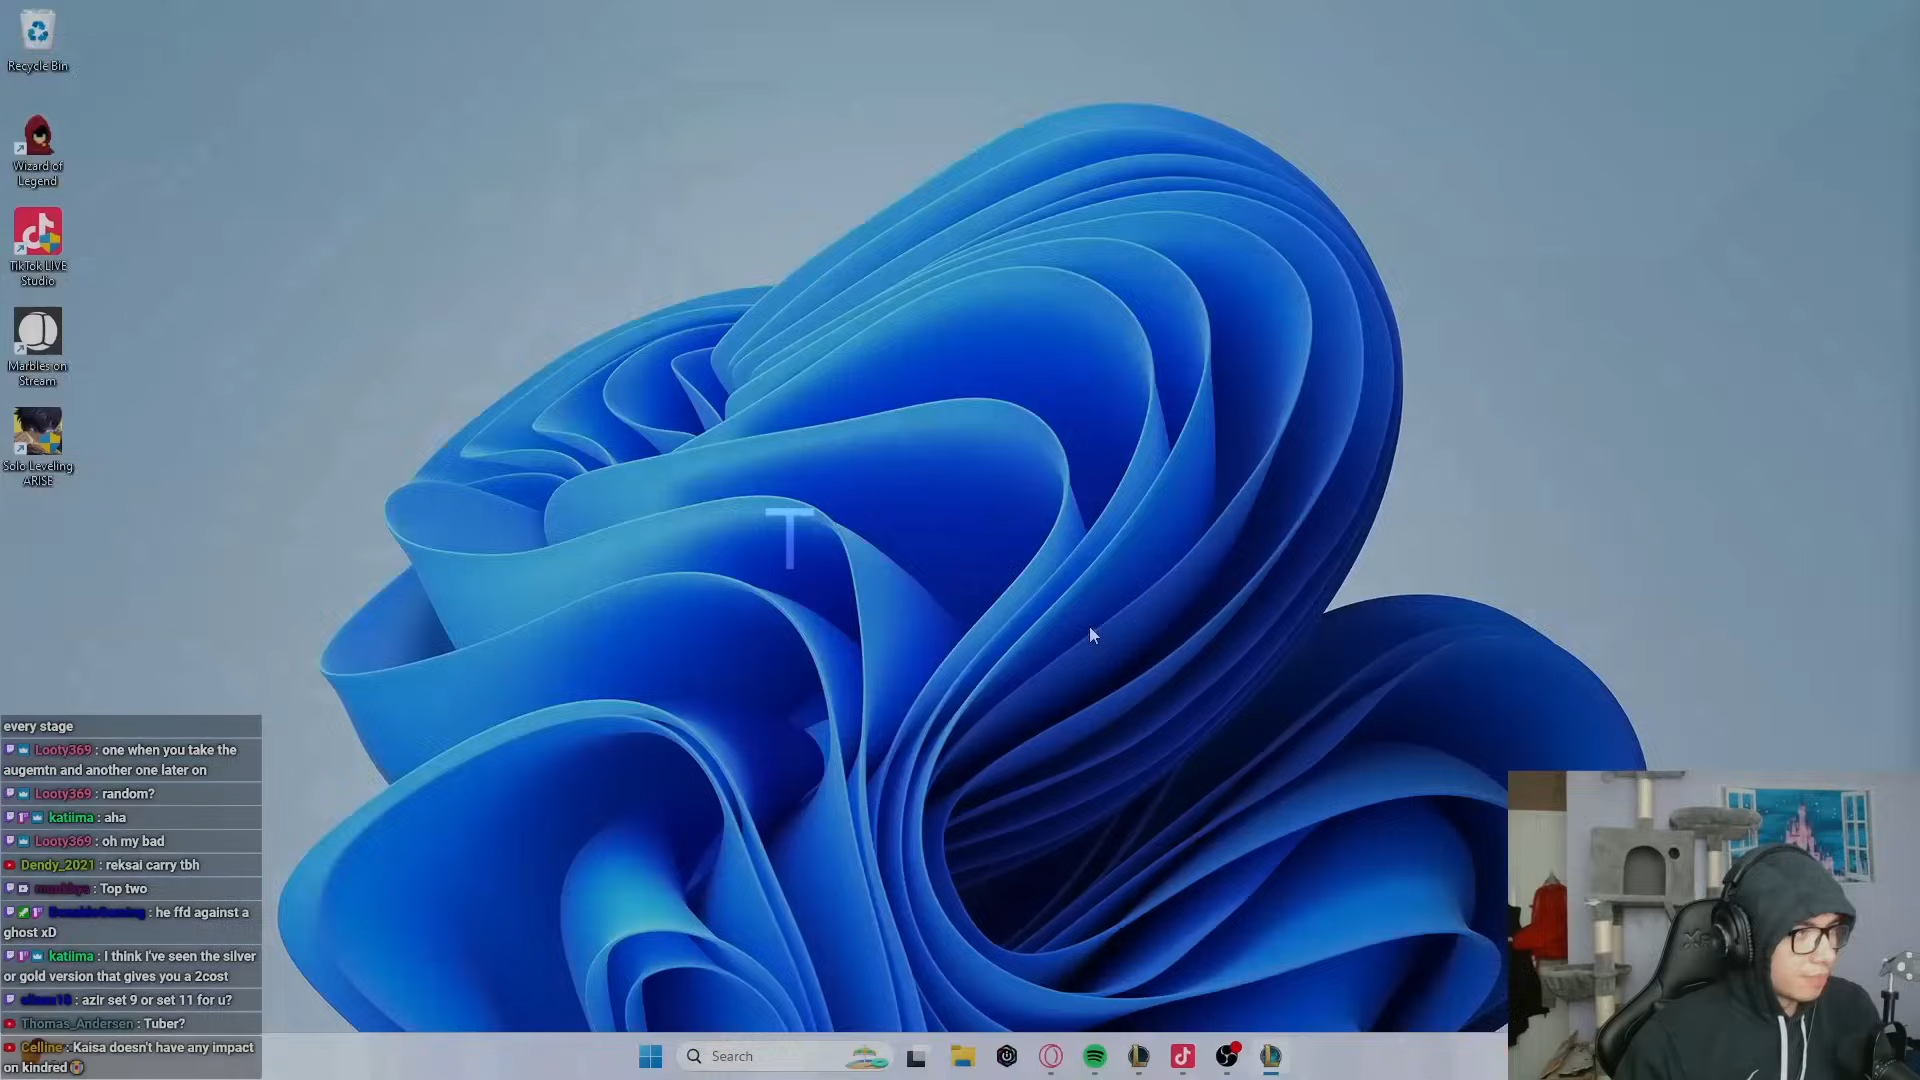 Recycle Bin
Wizard of
Legend
TikTok LIVE
Studio
Marbles on
Stream
Solo Leveling
ARISE
T
every stage
Looty369 : one when you take the
augemtn and another one later on
Looty369 : random?
katiima : aha
Looty369 : oh my bad
Dendy_2021 : reksai carry tbh
: Top two
: he ffd against a
ghost xD
katiima : I think I've seen the silver
or gold version that gives you a 2cost
: azir set 9 or set 11 for u?
Thomas_Andersen : Tuber?
Celline : Kaisa doesn't have any impact
on kindred
Search